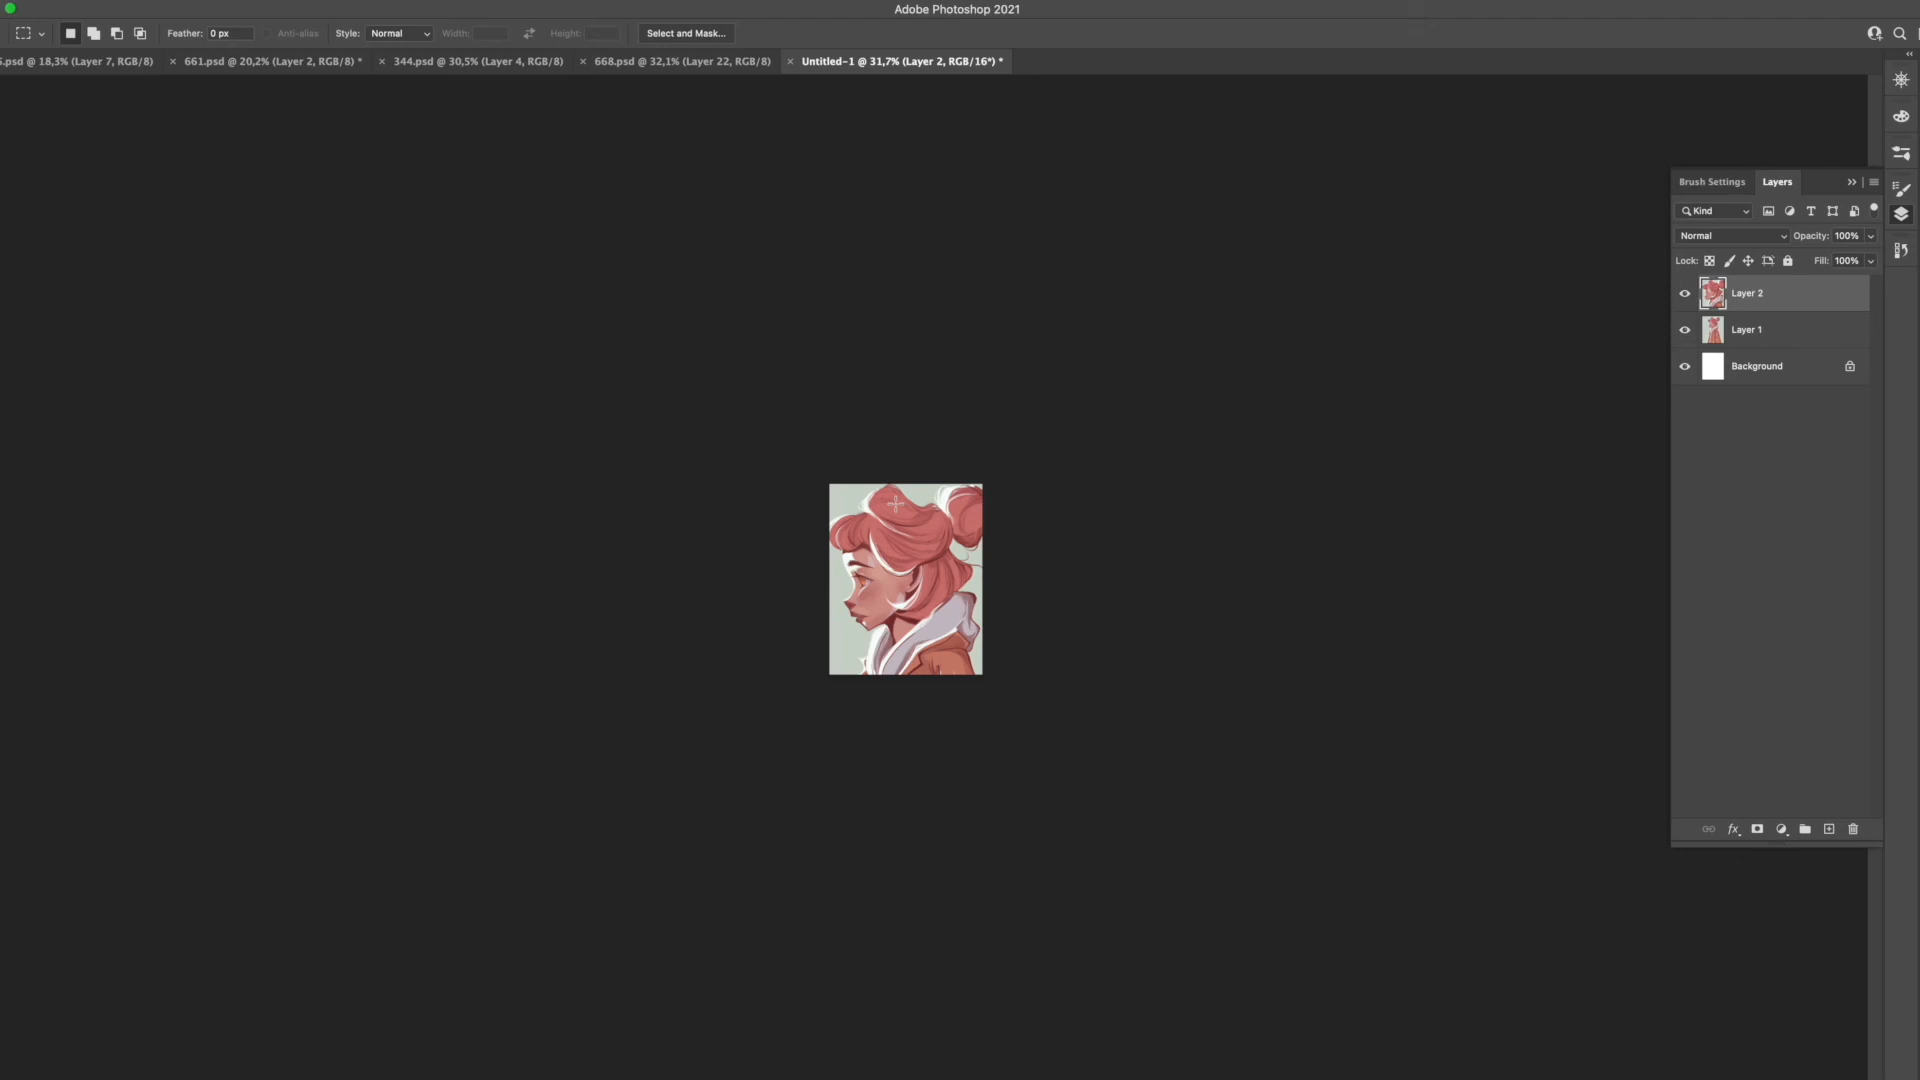 Adobe Photoshop 2021
Feather: 0 px Anti-alias Style: Normal Width: Height: Select and Mask...
.psd @ 18,3% (Layer 7, RGB/8) × 661.psd @ 20,2% (Layer 2, RGB/8) * × 344.psd @ 30,5% (Layer 4, RGB/8) × 668.psd @ 32,1% (Layer 22, RGB/8) × Untitled-1 @ 31,7% (Layer 2, RGB/16*) *
Brush Settings Layers
Kind
Normal Opacity: 100%
Lock: Fill: 100%
Layer 2
Layer 1
Background
fx